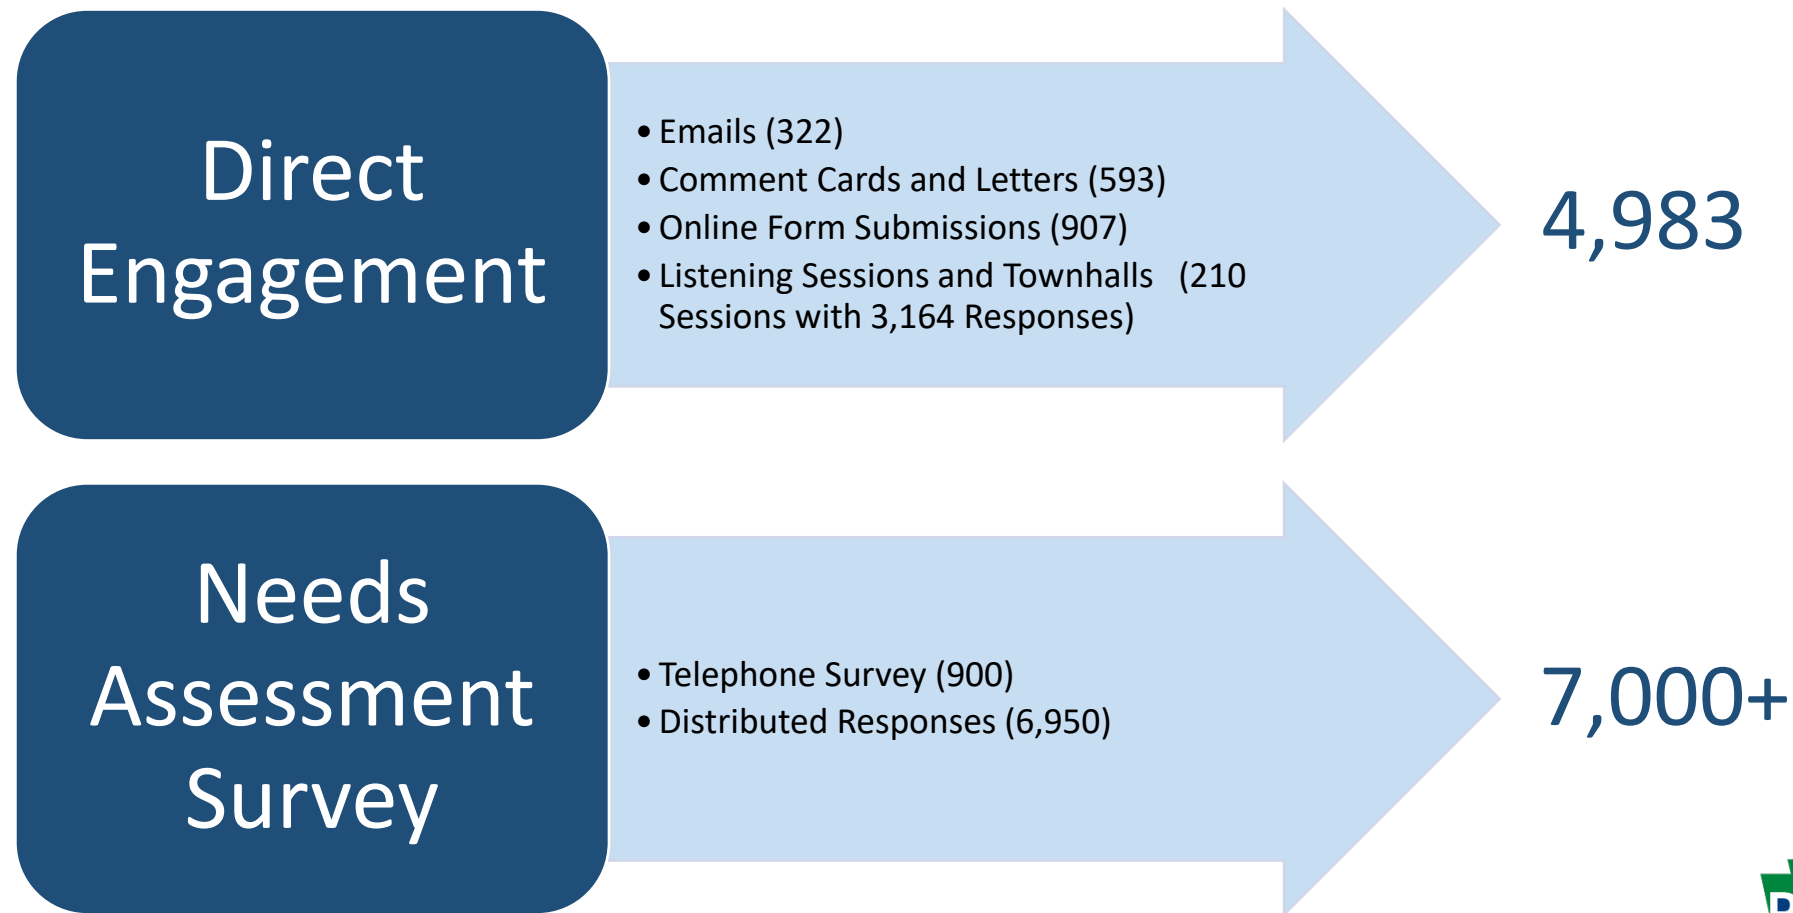 Direct
Engagement
• Emails (322)
• Comment Cards and Letters (593)
• Online Form Submissions (907)
• Listening Sessions and Townhalls (210
Sessions with 3,164 Responses)
4,983
Needs
Assessment
Survey
• Telephone Survey (900)
• Distributed Responses (6,950)
7,000+